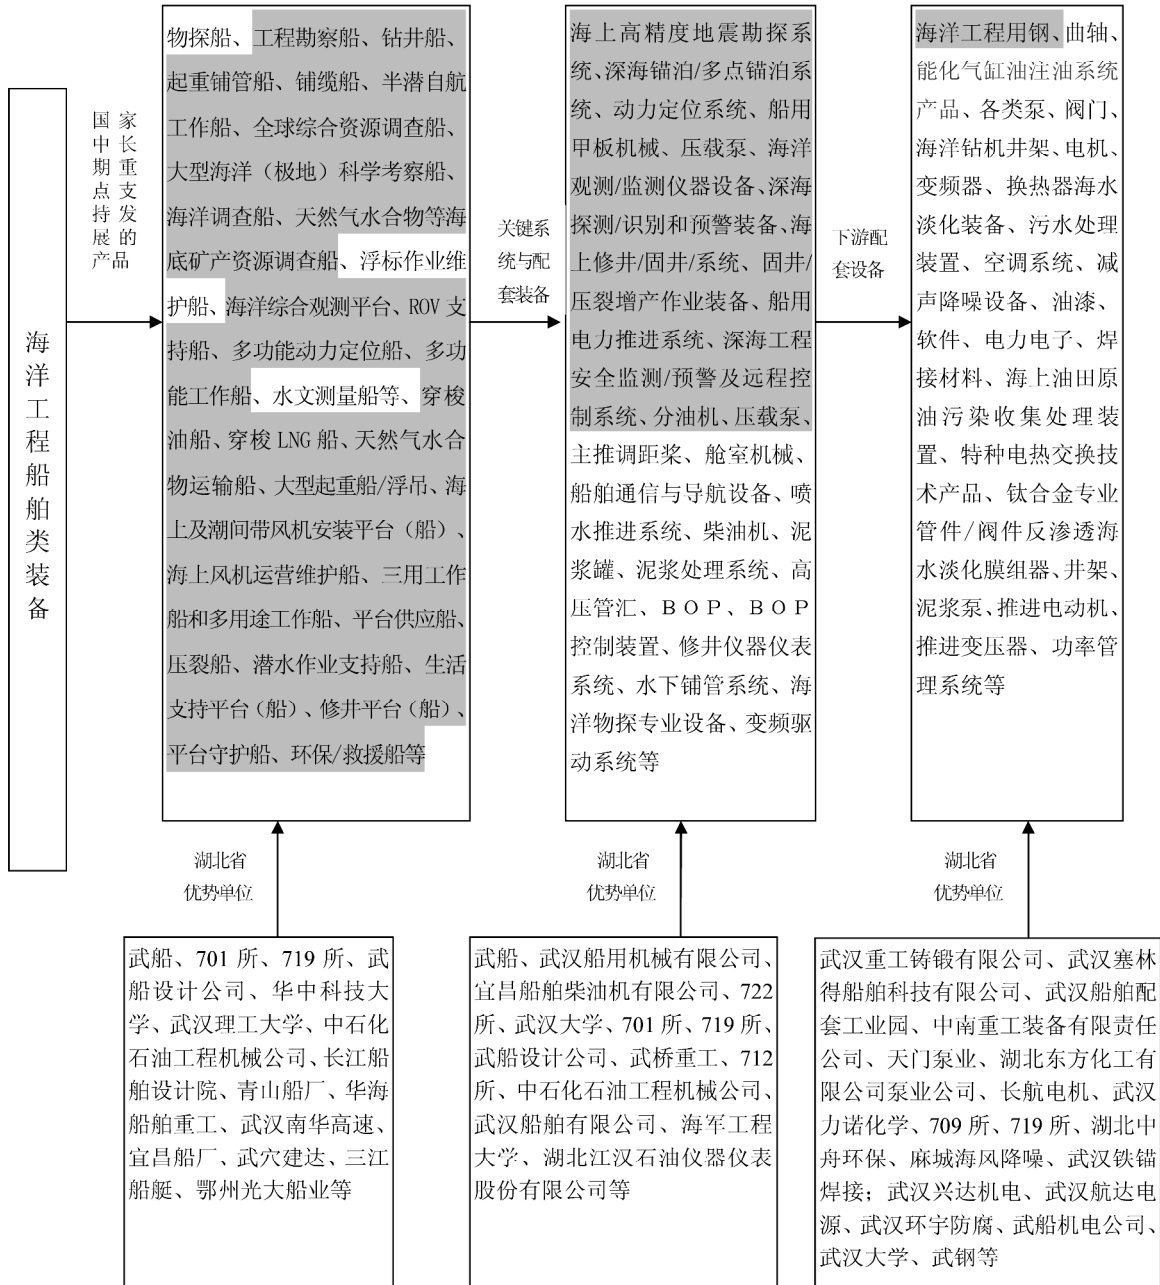 海洋工程船舶类装备
国家中长期重点支持发展的产品
物探船、工程勘察船、钻井船、
起重铺管船、铺缆船、半潜自航
工作船、全球综合资源调查船、
大型海洋（极地）科学考察船、
海洋调查船、天然气水合物等海
底矿产资源调查船、浮标作业维
护船、海洋综合观测平台、ROV 支
持船、多功能动力定位船、多功
能工作船、水文测量船等、穿梭
油船、穿梭 LNG 船、天然气水合
物运输船、大型起重船/浮吊、海
上及潮间带风机安装平台（船）、
海上风机运营维护船、三用工作
船和多用途工作船、平台供应船、
压裂船、潜水作业支持船、生活
支持平台（船）、修井平台（船）、
平台守护船、环保/救援船等
关键系
统与配
套装备
海上高精度地震勘探系
统、深海锚泊/多点锚泊系
统、动力定位系统、船用
甲板机械、压载泵、海洋
观测/监测仪器设备、深海
探测/识别和预警装备、海
上修井/固井/系统、固井/
压裂增产作业装备、船用
电力推进系统、深海工程
安全监测/预警及远程控
制系统、分油机、压载泵、
主推调距桨、舱室机械、
船舶通信与导航设备、喷
水推进系统、柴油机、泥
浆罐、泥浆处理系统、高
压管汇、BOP、BOP
控制装置、修井仪器仪表
系统、水下铺管系统、海
洋物探专业设备、变频驱
动系统等
下游配
套设备
海洋工程用钢、曲轴、
能化气缸油注油系统
产品、各类泵、阀门、
海洋钻机井架、电机、
变频器、换热器海水
淡化装备、污水处理
装置、空调系统、减
声降噪设备、油漆、
软件、电力电子、焊
接材料、海上油田原
油污染收集处理装
置、特种电热交换技
术产品、钛合金专业
管件/阀件反渗透海
水淡化膜组器、井架、
泥浆泵、推进电动机、
推进变压器、功率管
理系统等
湖北省
优势单位
湖北省
优势单位
湖北省
优势单位
武船、701 所、719 所、武
船设计公司、华中科技大
学、武汉理工大学、中石化
石油工程机械公司、长江船
舶设计院、青山船厂、华海
船舶重工、武汉南华高速、
宜昌船厂、武穴建达、三江
船艇、鄂州光大船业等
武船、武汉船用机械有限公司、
宜昌船舶柴油机有限公司、722
所、武汉大学、701 所、719 所、
武船设计公司、武桥重工、712
所、中石化石油工程机械公司、
武汉船舶有限公司、海军工程
大学、湖北江汉石油仪器仪表
股份有限公司等
武汉重工铸锻有限公司、武汉塞林
得船舶科技有限公司、武汉船舶配
套工业园、中南重工装备有限责任
公司、天门泵业、湖北东方化工有
限公司泵业公司、长航电机、武汉
力诺化学、709 所、719 所、湖北中
舟环保、麻城海风降噪、武汉铁锚
焊接；武汉兴达机电、武汉航达电
源、武汉环宇防腐、武船机电公司、
武汉大学、武钢等